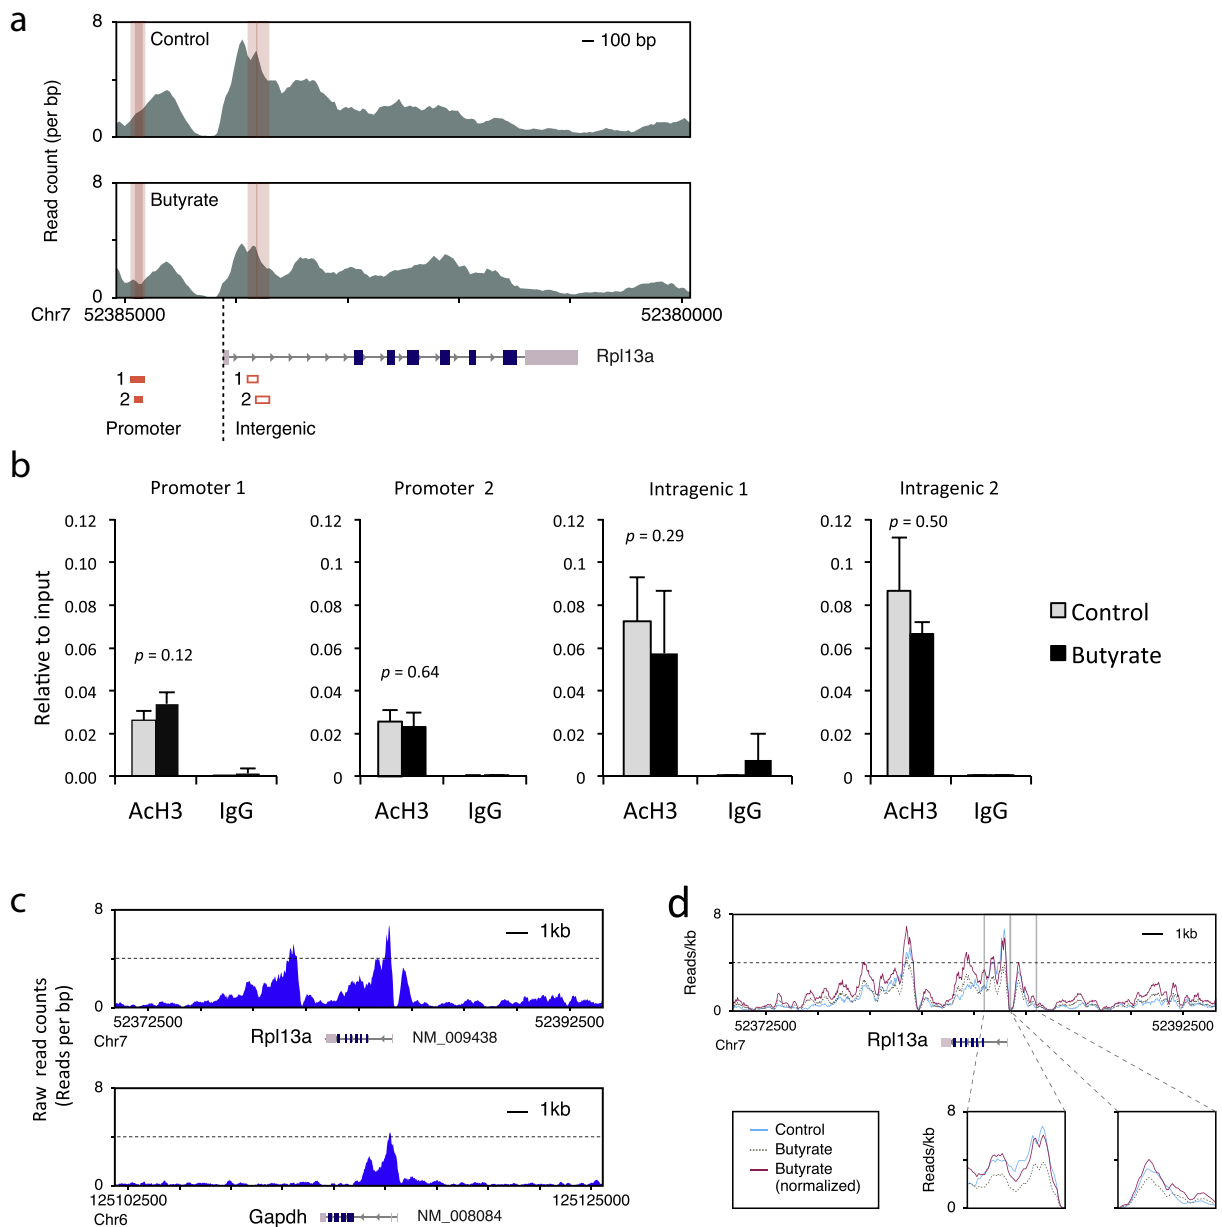 a
8
Control
100 bp
0
Read count (per bp)
8
Butyrate
0
Chr7 52385000 52380000
Rpl13a
1 1
2 2
Promoter Intergenic
b
Promoter 1 Promoter 2 Intragenic 1 Intragenic 2
Relative to input
0.12
0.10
0.08
0.06
0.04
0.02
0.00
p = 0.12
AcH3 IgG
0.12
0.1
0.08
0.06
0.04
0.02
0
p = 0.64
AcH3 IgG
0.12
0.1
0.08
0.06
0.04
0.02
0
p = 0.29
AcH3 IgG
0.12
0.1
0.08
0.06
0.04
0.02
0
p = 0.50
AcH3 IgG
Control
Butyrate
c
Raw read counts
(Reads per bp)
8
1kb
0
52372500 52392500
Chr7
Rpl13a NM_009438
8
1kb
0
125102500 125125000
Chr6
Gapdh NM_008084
d
8
Reads/kb
1kb
0
52372500 52392500
Chr7
Rpl13a
Control
Butyrate
Butyrate
(normalized)
8
Reads/kb
0